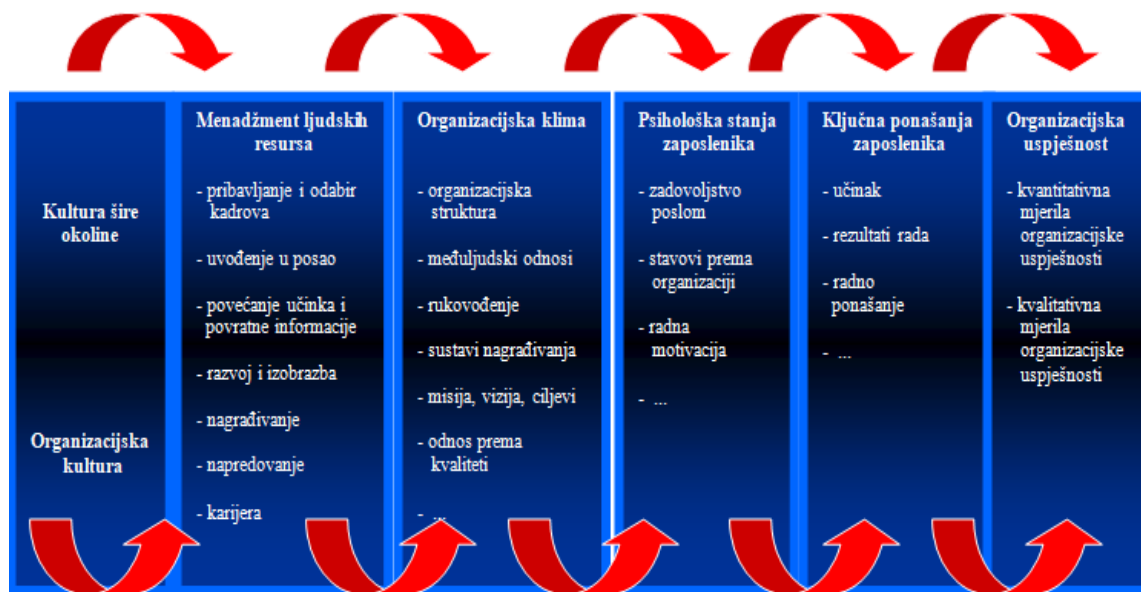 Kultura šire
okoline
Organizacijska
kultura
Menadžment ljudskih
resursa
- pribavljanje i odabir
kadrova
- uvođenje u posao
- povećanje učinka i
povratne informacije
- razvoj i izobrazba
- nagrađivanje
- napredovanje
- karijera
Organizacijska klima
- organizacijska
struktura
- međuljudski odnosi
- rukovođenje
- sustavi nagrađivanja
- misija, vizija, ciljevi
- odnos prema
kvaliteti
- ...
Psihološka stanja
zaposlenika
- zadovoljstvo
poslom
- stavovi prema
organizaciji
- radna
motivacija
- ...
Ključna ponašanja
zaposlenika
- učinak
- rezultati rada
- radno
ponašanje
- ...
Organizacijska
uspješnost
- kvantitativna
mjerila
organizacijske
uspješnosti
- kvalitativna
mjerila
organizacijske
uspješnosti